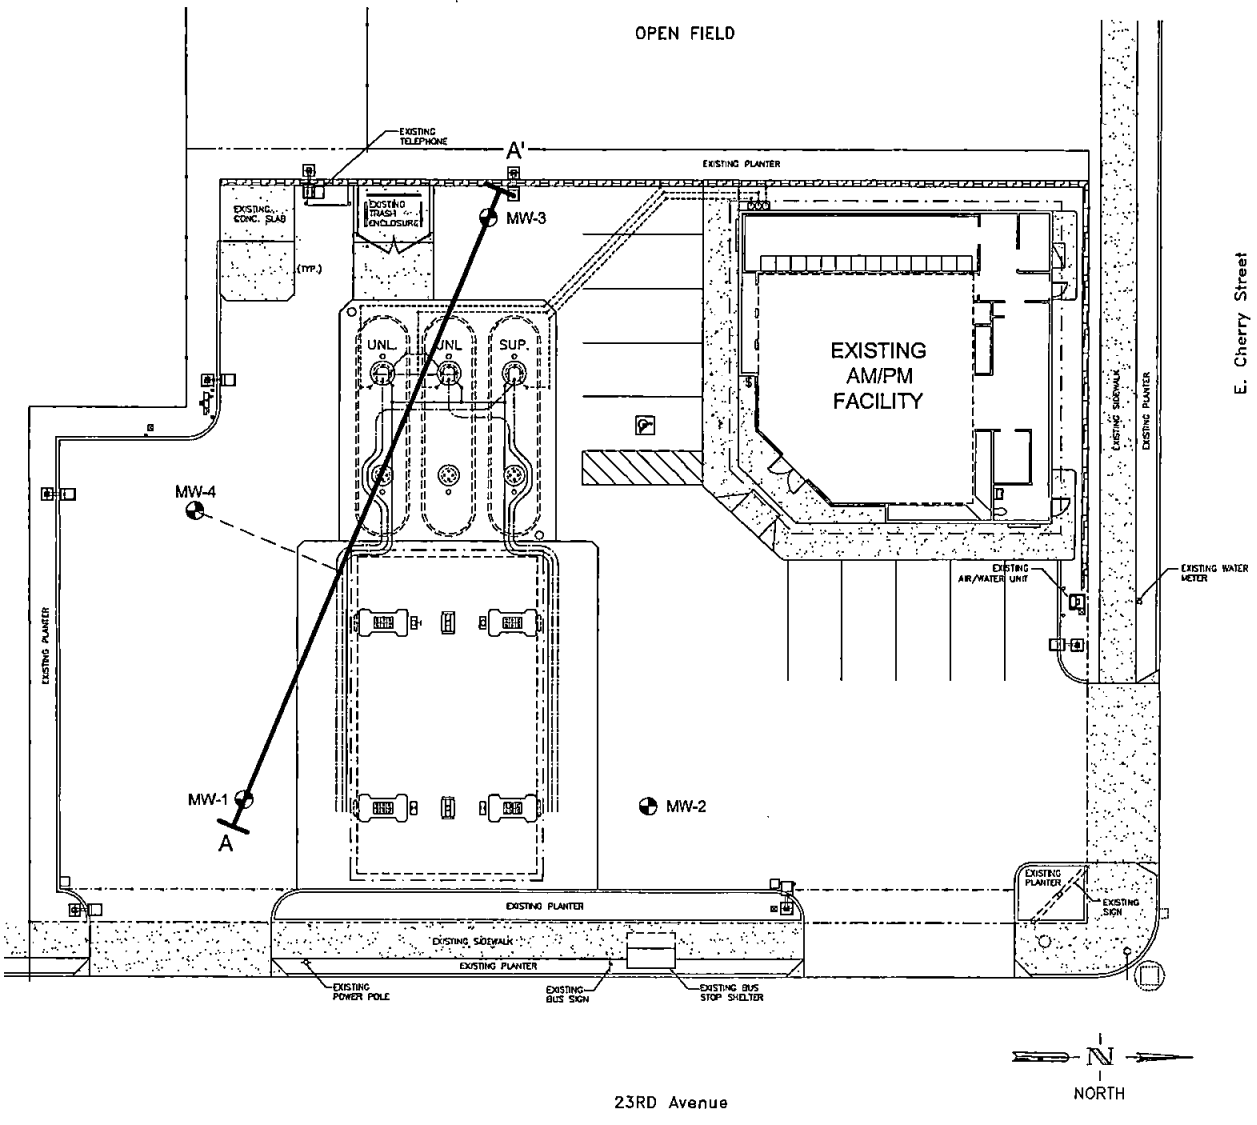 OPEN FIELD
EXISTING
TELEPHONE
A'
EXISTING PLANTER
EXISTING
CONC. SLAB
EXISTING
TRASH
ENCLOSURE
MW-3
(TYP.)
E. Cherry Street
UNL.
UNL
SUP.
EXISTING
AM/PM
FACILITY
EXISTING SIDEWALK
EXISTING PLANTER
MW-4
EXISTING
AIR/WATER UNIT
EXISTING WATER
METER
EXISTING PLANTER
MW-1
MW-2
A
EXISTING
PLANTER
EXISTING
SIGN
EXISTING PLANTER
EXISTING SIDEWALK
EXISTING PLANTER
EXISTING
POWER POLE
EXISTING
BUS SIGN
EXISTING BUS
STOP SHELTER
N
NORTH
23RD Avenue